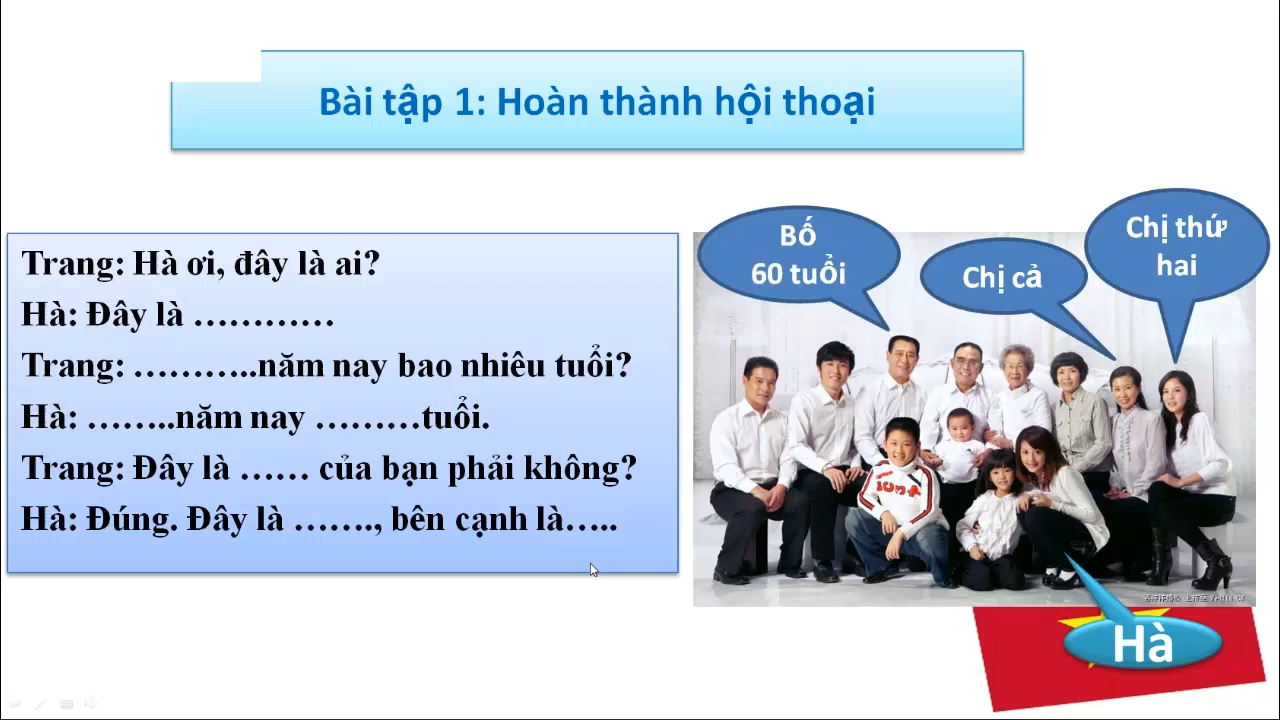 Bài tập 1: Hoàn thành hội thoại
Trang: Hà ơi, đây là ai?
Hà: Đây là …………
Trang: ………..năm nay bao nhiêu tuổi?
Hà: ……..năm nay ………tuổi.
Trang: Đây là …… của bạn phải không?
Hà: Đúng. Đây là ……., bên cạnh là…..
Bố
60 tuổi
Chị cả
Chị thứ
hai
Hà